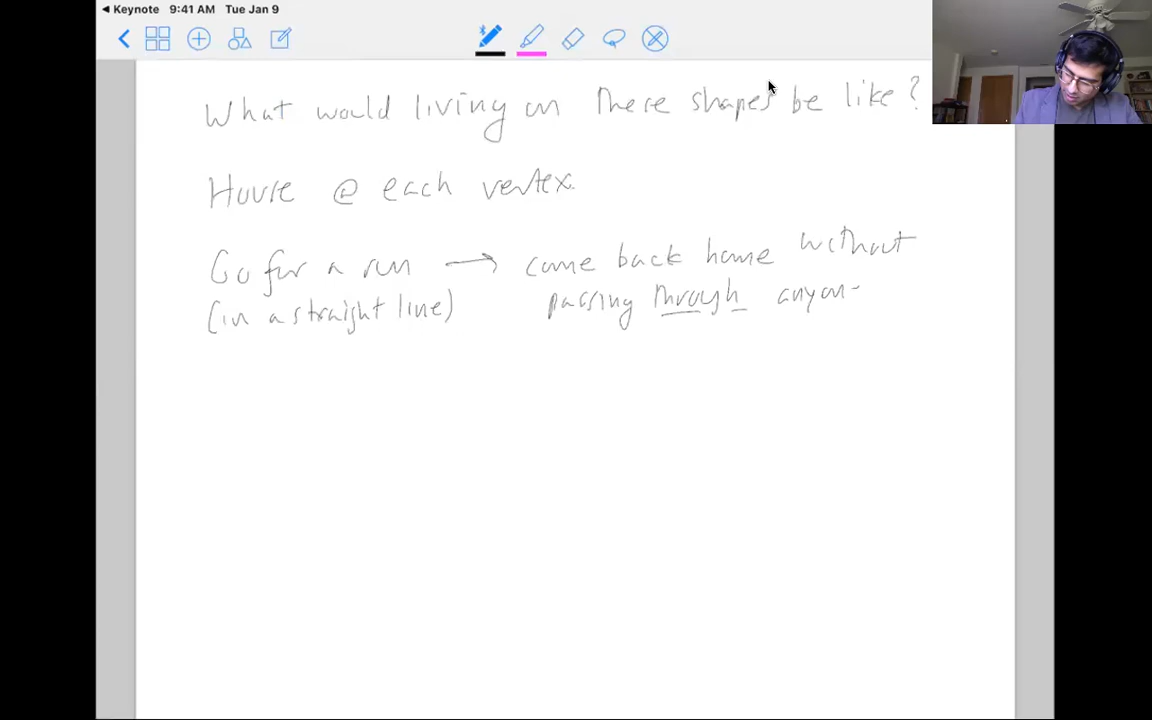 Keynote 9:41 AM Tue Jan 9
What would living on these shapes be like?
House @ each vertex.
Go for a run → come back home without
(in a straight line) passing through anyon